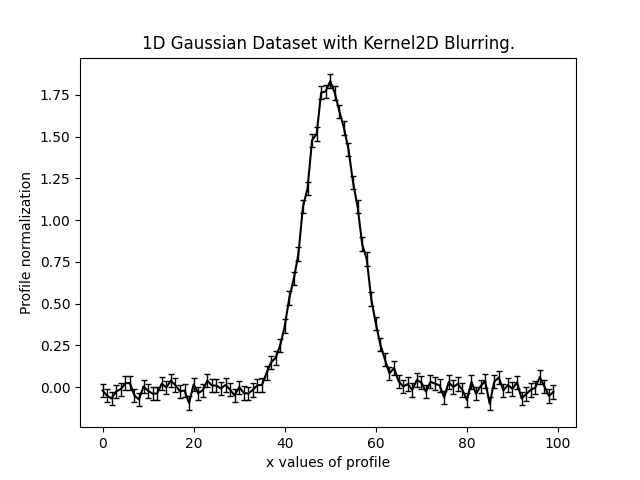 1D Gaussian Dataset with Kernel2D Blurring.
Profile normalization
1.75
1.50
1.25
1.00
0.75
0.50
0.25
0.00
0 20 40 60 80 100
x values of profile